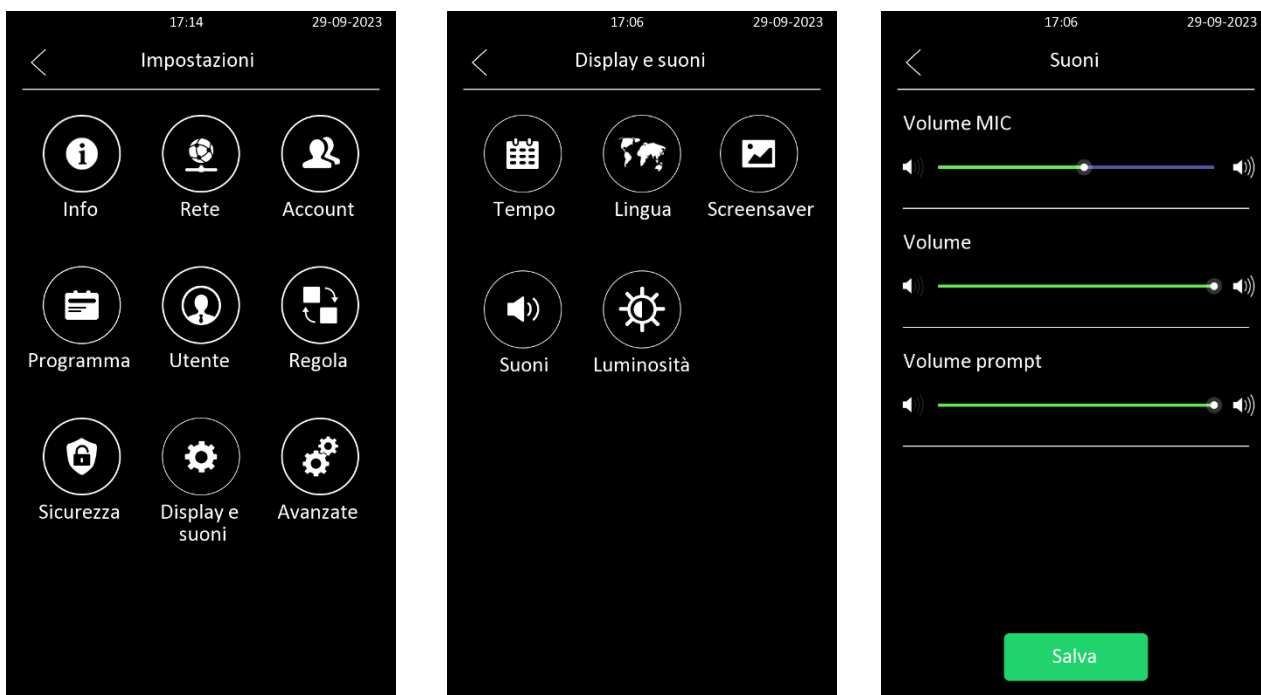 17:14 29-09-2023
Impostazioni
Info Rete Account
Programma Utente Regola
Sicurezza Display e suoni Avanzate
17:06 29-09-2023
Display e suoni
Tempo Lingua Screensaver
Suoni Luminosità
17:06 29-09-2023
Suoni
Volume MIC
Volume
Volume prompt
Salva